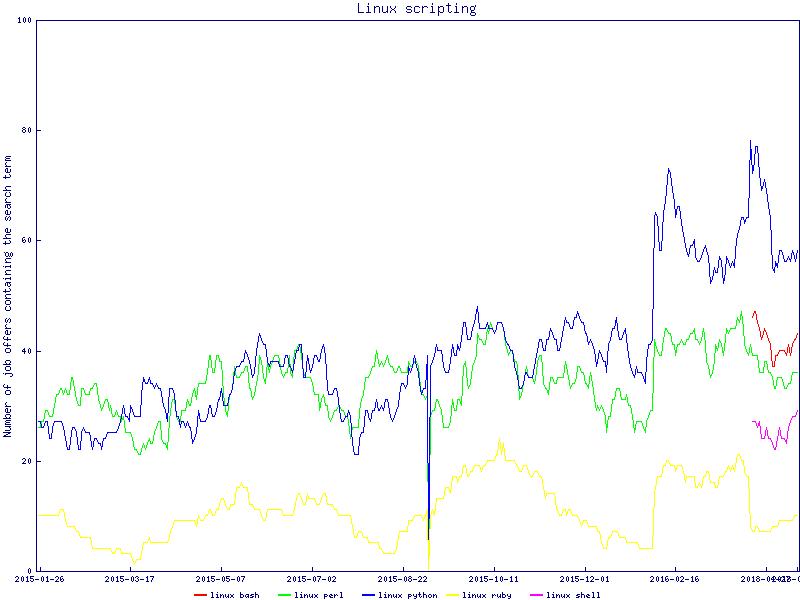 Linux scripting
Number of job offers containing the search term
100
80
60
40
20
0
2015-01-26 2015-03-17 2015-05-07 2015-07-02 2015-08-22 2015-10-11 2015-12-01 2016-02-16
linux bash linux perl linux python linux ruby linux shell